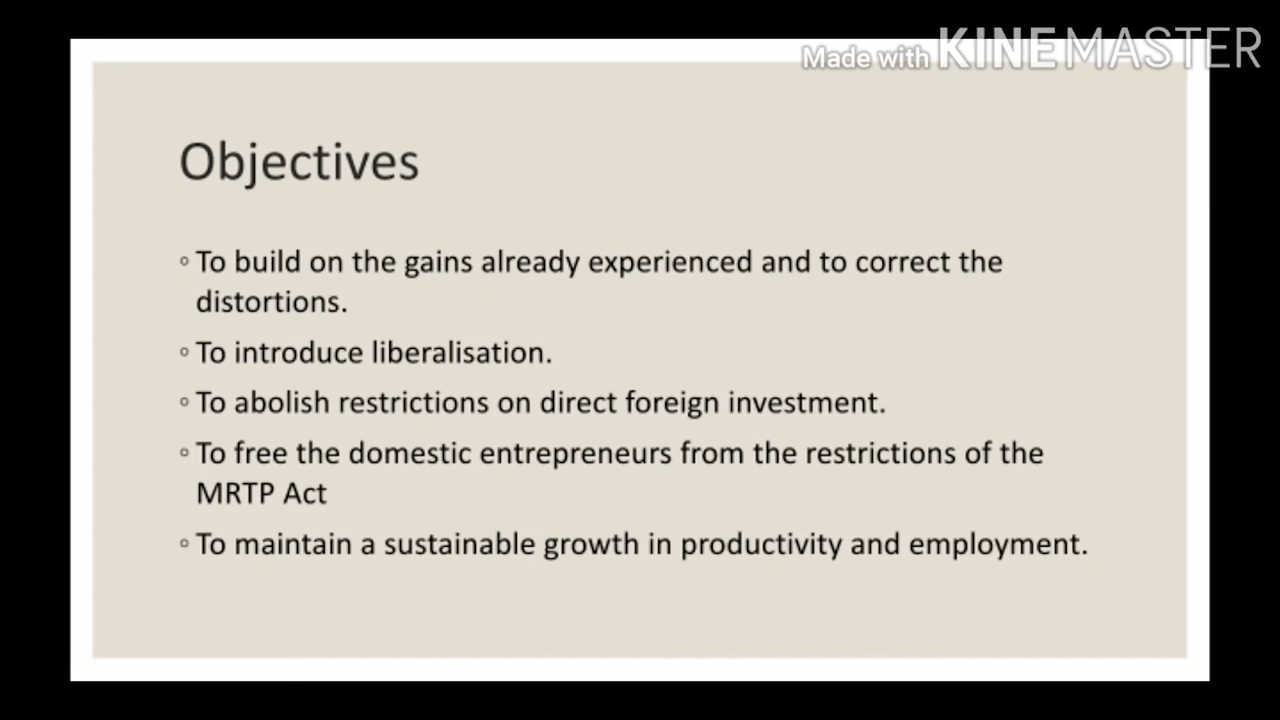 Made with KINEMASTER
Objectives
◦ To build on the gains already experienced and to correct the
distortions.
◦ To introduce liberalisation.
◦ To abolish restrictions on direct foreign investment.
◦ To free the domestic entrepreneurs from the restrictions of the
MRTP Act
◦ To maintain a sustainable growth in productivity and employment.